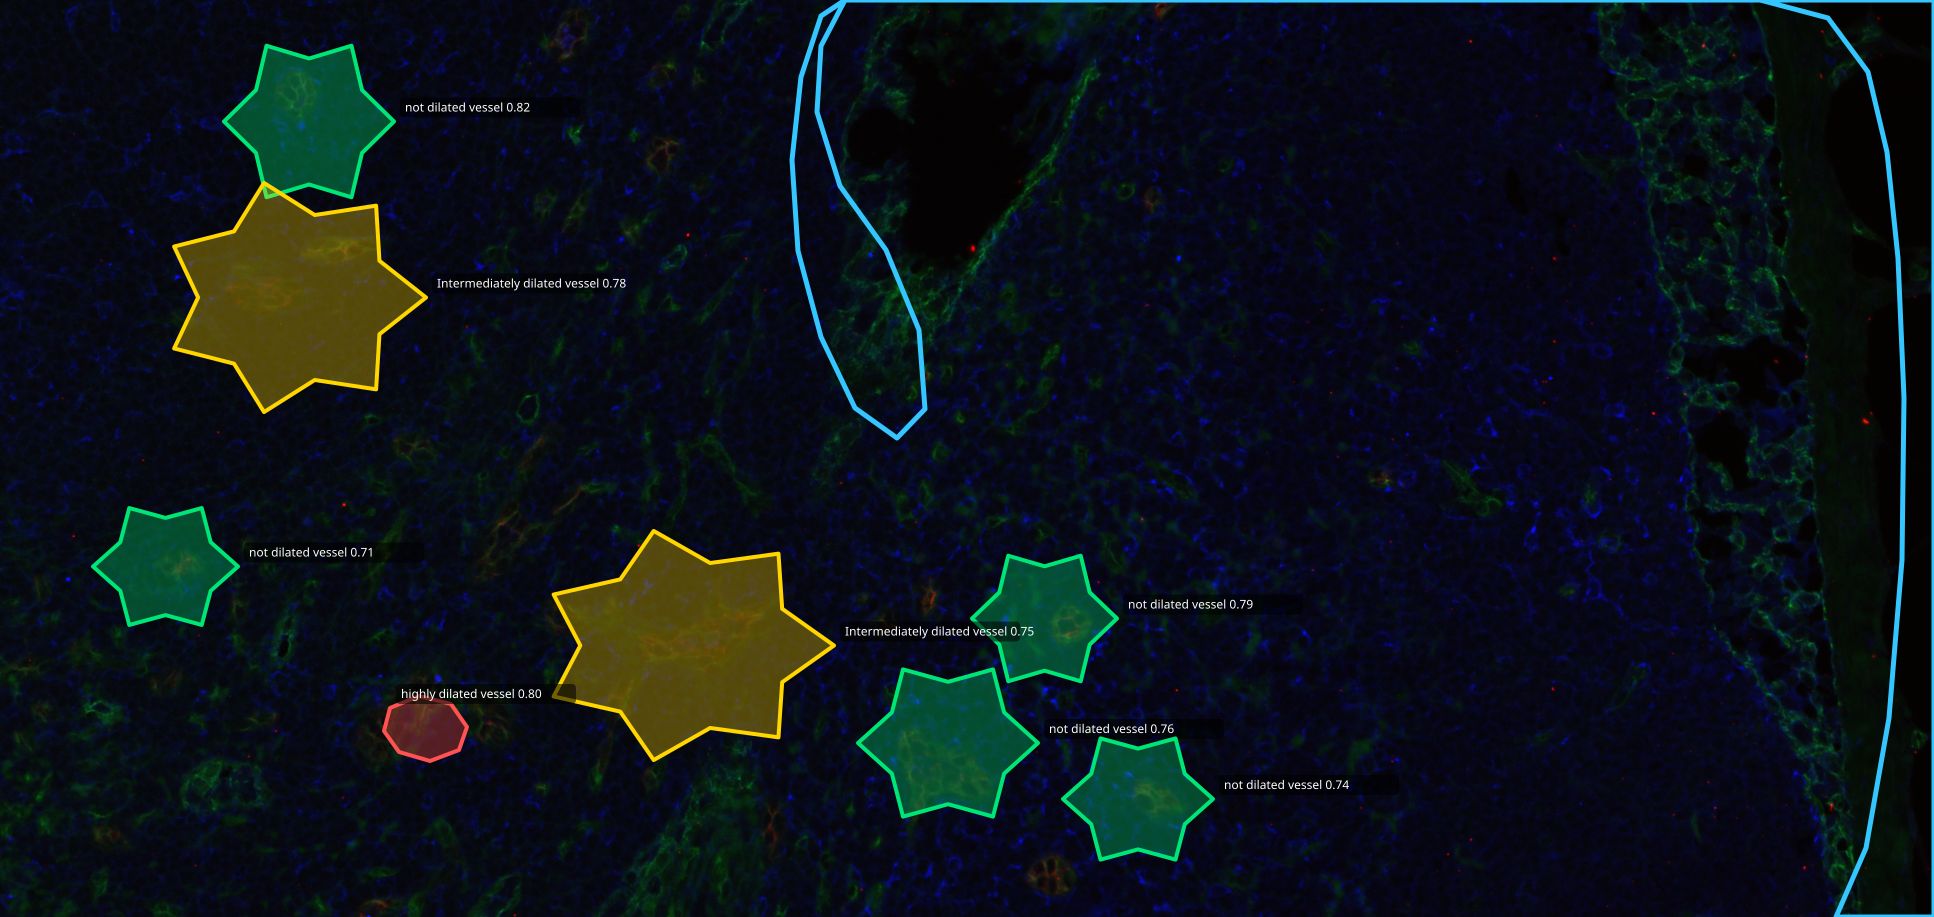 not dilated vessel 0.82
Intermediately dilated vessel 0.78
not dilated vessel 0.71
not dilated vessel 0.79
Intermediately dilated vessel 0.75
highly dilated vessel 0.80
not dilated vessel 0.76
not dilated vessel 0.74